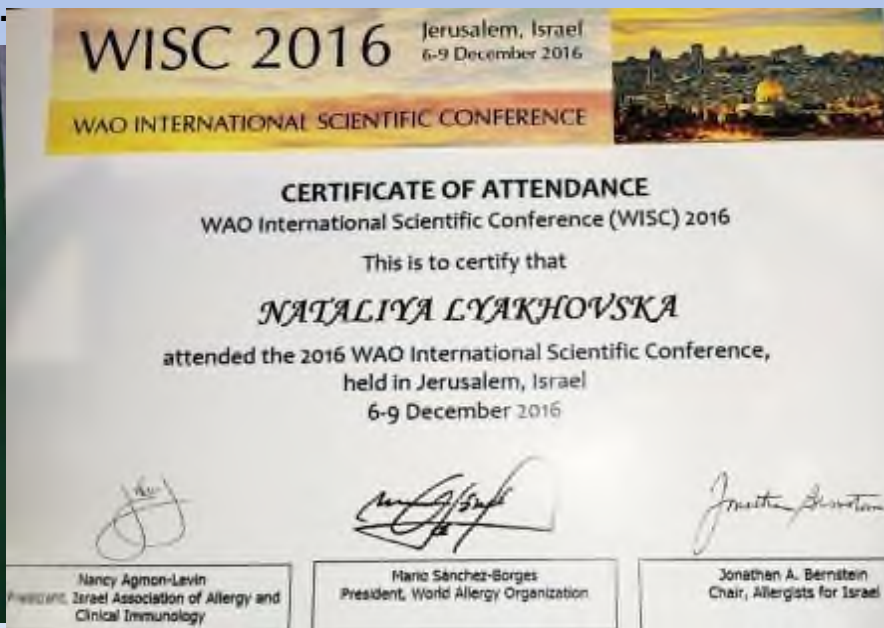 WISC 2016
Jerusalem, Israel
6-9 December 2016
WAO INTERNATIONAL SCIENTIFIC CONFERENCE
CERTIFICATE OF ATTENDANCE
WAO International Scientific Conference (WISC) 2016
This is to certify that
NATALIYA LYAKHOVSKA
attended the 2016 WAO International Scientific Conference,
held in Jerusalem, Israel
6-9 December 2016
Nancy Agmon-Levin
President, Israel Association of Allergy and
Clinical Immunology
Mario Sánchez-Borges
President, World Allergy Organization
Jonathan A. Bernstein
Chair, Allergists for Israel